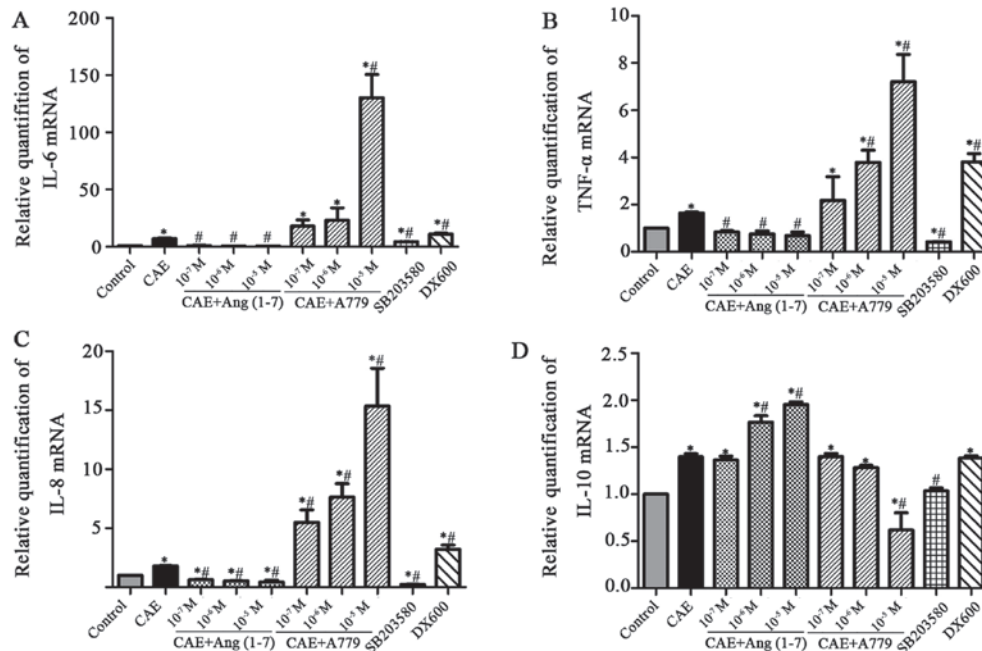 A
Relative quantifition of
IL-6 mRNA
200
150
100
50
0
*
#
#
#
*
*
*#
*#
*#
Control
CAE
10-7 M
10-6 M
10-5 M
10-7 M
10-6 M
10-5 M
SB203580
DX600
CAE+Ang (1-7)
CAE+A779
B
Relative quantification of
TNF-α mRNA
10
8
6
4
2
0
*
#
#
#
*
*#
*#
*#
*#
Control
CAE
10-7 M
10-6 M
10-5 M
10-7 M
10-6 M
10-5 M
SB203580
DX600
CAE+Ang (1-7)
CAE+A779
C
Relative quantification of
IL-8 mRNA
20
15
10
5
*
*#
*#
*#
*#
*#
*#
*#
*#
Control
CAE
10-7 M
10-6 M
10-5 M
10-7 M
10-6 M
10-5 M
SB203580
DX600
CAE+Ang (1-7)
CAE+A779
D
Relative quantification of
IL-10 mRNA
2.5
2.0
1.5
1.0
0.5
0.0
*
*
*#
*#
*
*
*#
#
*
Control
CAE
10-7 M
10-6 M
10-5 M
10-7 M
10-6 M
10-5 M
SB203580
DX600
CAE+Ang (1-7)
CAE+A779